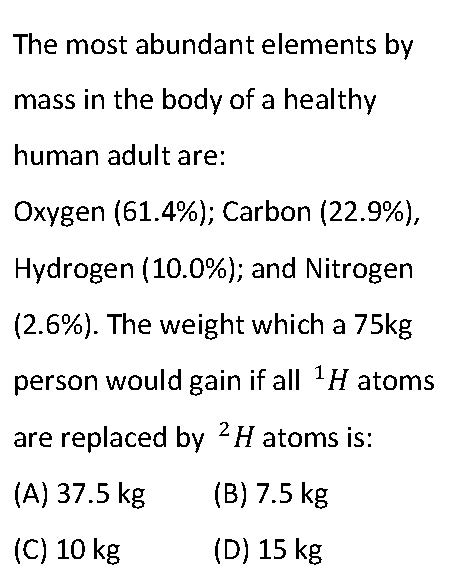 The most abundant elements by
mass in the body of a healthy
human adult are:
Oxygen (61.4%); Carbon (22.9%),
Hydrogen (10.0%); and Nitrogen
(2.6%). The weight which a 75kg
person would gain if all ¹H atoms
are replaced by ²H atoms is:
(A) 37.5 kg (B) 7.5 kg
(C) 10 kg (D) 15 kg